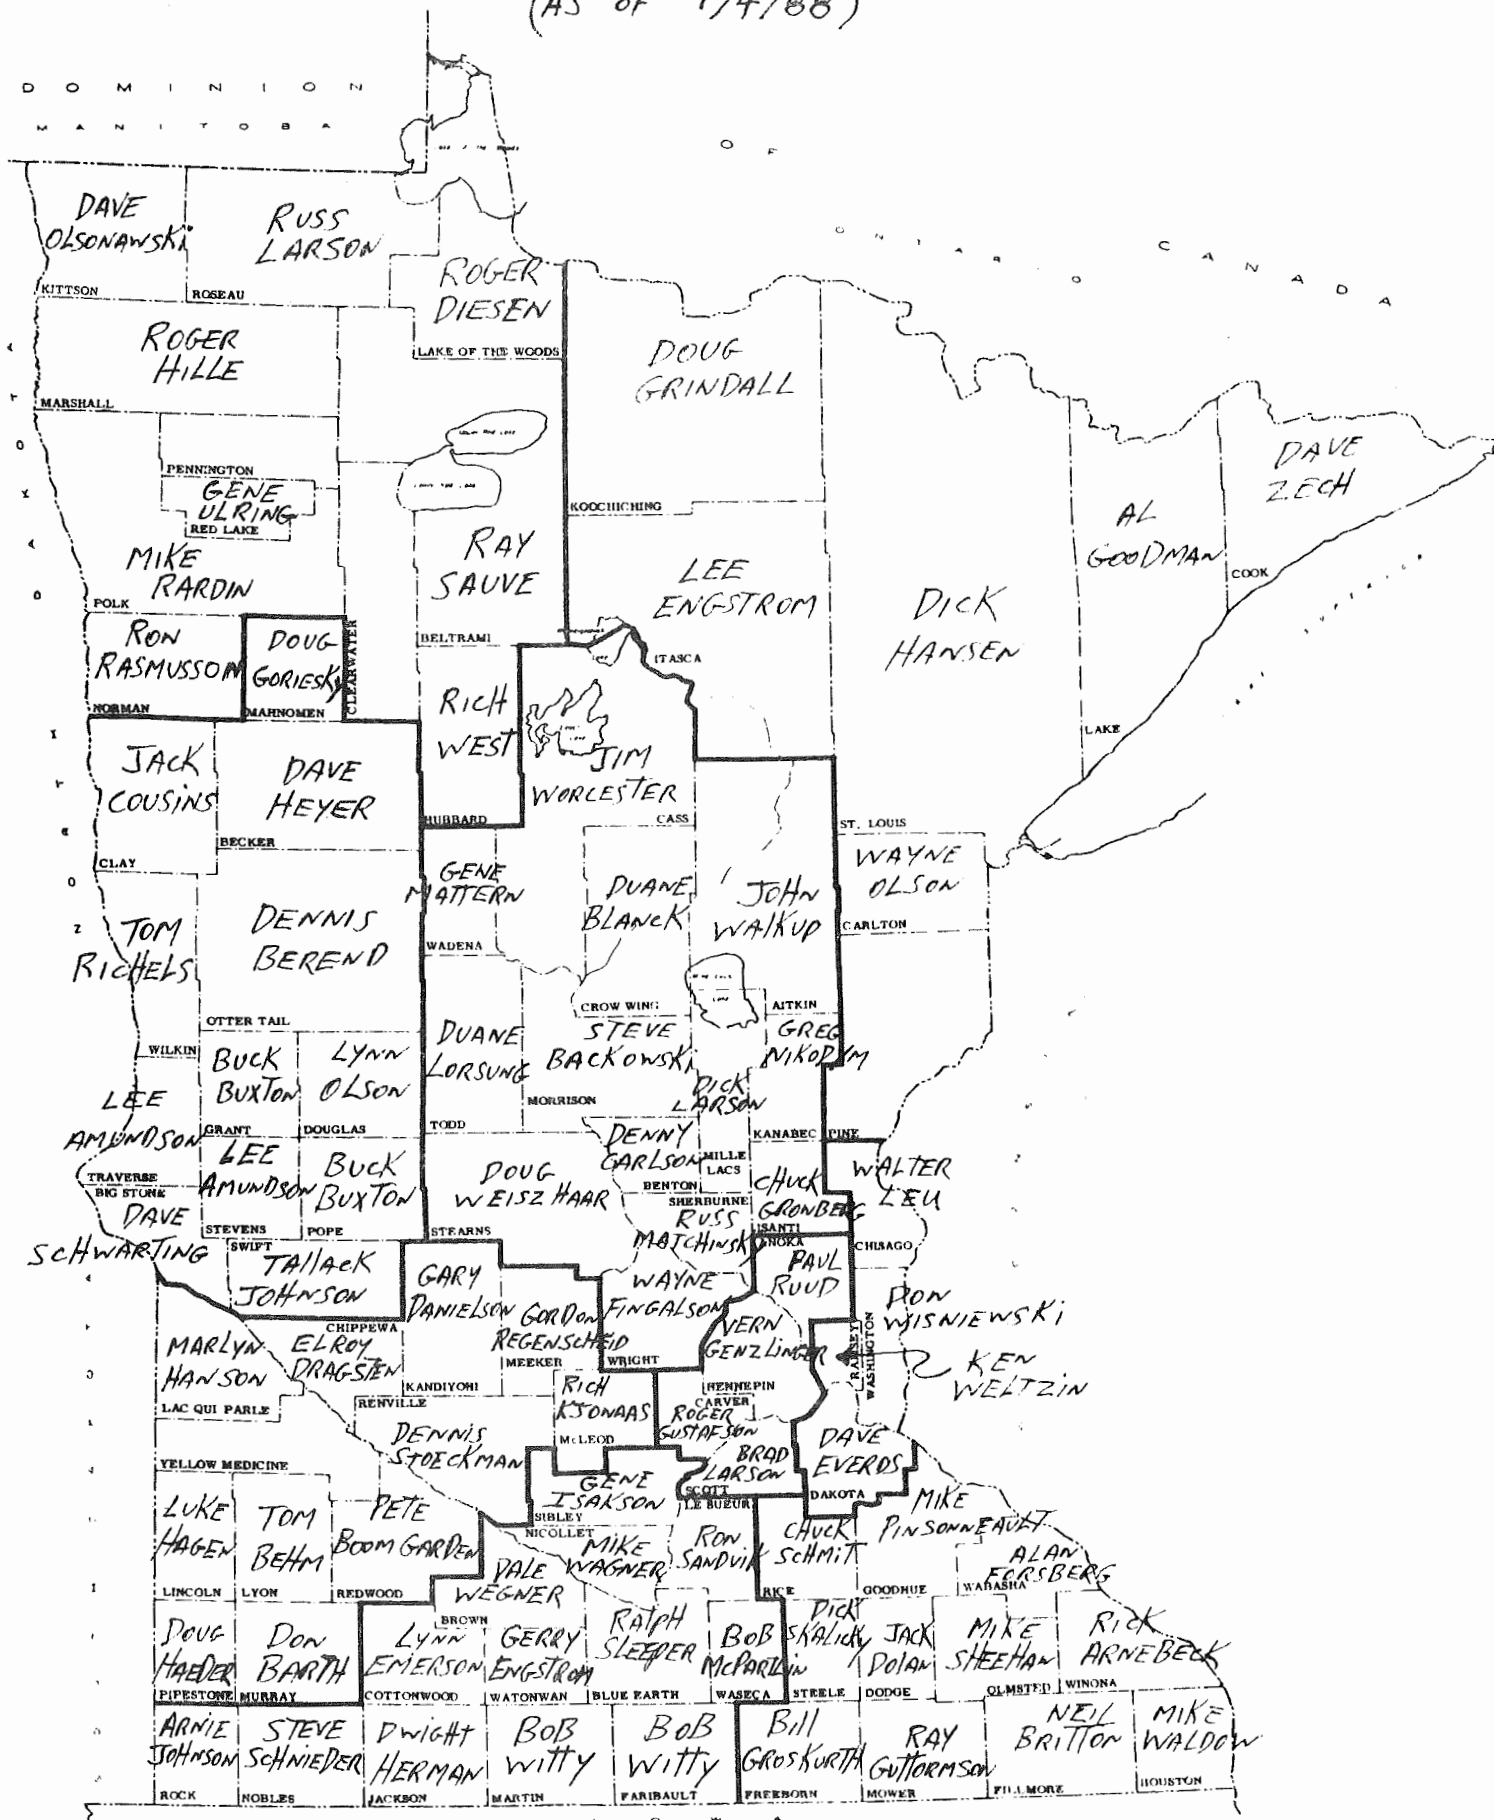 (AS OF 1/4/88)
DOMINION
MANITOBA
OF
ONTARIO CANADA
DAVE
OLSONAWSKI
KITTSON
RUSS
LARSON
ROSEAU
ROGER
DIESEN
LAKE OF THE WOODS
ROGER
HILLE
MARSHALL
DOUG
GRINDALL
KOOCHICHING
DAVE
ZECH
COOK
AL
GOODMAN
LAKE
PENNINGTON
GENE
ULRING
RED LAKE
MIKE
RARDIN
POLK
RAY
SAUVE
BELTRAMI
LEE
ENGSTROM
ITASCA
DICK
HANSEN
ST. LOUIS
RON
RASMUSSON
NORMAN
DOUG
GORIESKY
MAHNOMEN
CLEARWATER
RICH
WEST
HUBBARD
JIM
WORCESTER
CASS
JACK
COUSINS
CLAY
DAVE
HEYER
BECKER
GENE
MATTERN
WADENA
DUANE
BLANCK
CROW WING
JOHN
WALKUP
AITKIN
WAYNE
OLSON
CARLTON
TOM
RICHELS
WILKIN
DENNIS
BEREND
OTTER TAIL
DUANE
LORSUNG
TODD
STEVE
BACKOWSKI
MORRISON
GREG
NIKODYM
KANABEC
PINE
DICK
LARSON
MILLE
LACS
LEE
AMUNDSON
TRAVERSE
BUCK
BUXTON
GRANT
LYNN
OLSON
DOUGLAS
BIG STONE
DAVE
SCHWARTING
LEE
AMUNDSON
STEVENS
BUCK
BUXTON
POPE
DOUG
WEISZHAAR
STEARNS
DENNY
CARLSON
BENTON
SHERBURNE
RUSS
MATCHINSKY
CHUCK
GRONBERG
ISANTI
WALTER
LEU
CHISAGO
SWIFT
TALLACK
JOHNSON
GARY
DANIELSON
KANDIYOHI
GORDON
REGENSCHEID
MEEKER
WAYNE
FINGALSON
WRIGHT
ANOKA
PAUL
RUUD
VERN
GENZLINGER
HENNEPIN
DON
WISNIEWSKI
WASHINGTON
RAMSEY
KEN
WELTZIN
MARLYN
HANSON
LAC QUI PARLE
CHIPPEWA
ELROY
DRAGSTEN
RENVILLE
DENNIS
STOECKMAN
RICH
KJONAAS
McLEOD
CARVER
ROGER
GUSTAFSON
BRAD
LARSON
SCOTT
DAVE
EVERDS
DAKOTA
YELLOW MEDICINE
LUKE
HAGEN
LINCOLN
TOM
BEHM
LYON
PETE
BOOMGARDEN
REDWOOD
GENE
ISAKSON
SIBLEY
NICOLLET
MIKE
WAGNER
LE SUEUR
RON
SANDVIK
CHUCK
SCHMIT
RICE
MIKE
PINSONNEAULT
GOODHUE
ALAN
FORSBERG
WABASHA
DALE
WEGNER
BROWN
DOUG
HAEDER
PIPESTONE
DON
BARTH
MURRAY
LYNN
EMERSON
COTTONWOOD
GERRY
ENGSTROM
WATONWAN
RALPH
SLEEPER
BLUE EARTH
BOB
McPARTLIN
WASECA
DICK
SKALICKY
STEELE
JACK
DOLAN
DODGE
MIKE
SHEEHAN
OLMSTED
RICK
ARNEBECK
WINONA
ARNIE
JOHNSON
ROCK
STEVE
SCHNIEDER
NOBLES
DWIGHT
HERMAN
JACKSON
BOB
WITTY
MARTIN
BOB
WITTY
FARIBAULT
BILL
GROSKURTH
FREEBORN
RAY
GUTTORMSON
MOWER
NEIL
BRITTON
FILLMORE
MIKE
WALDOW
HOUSTON